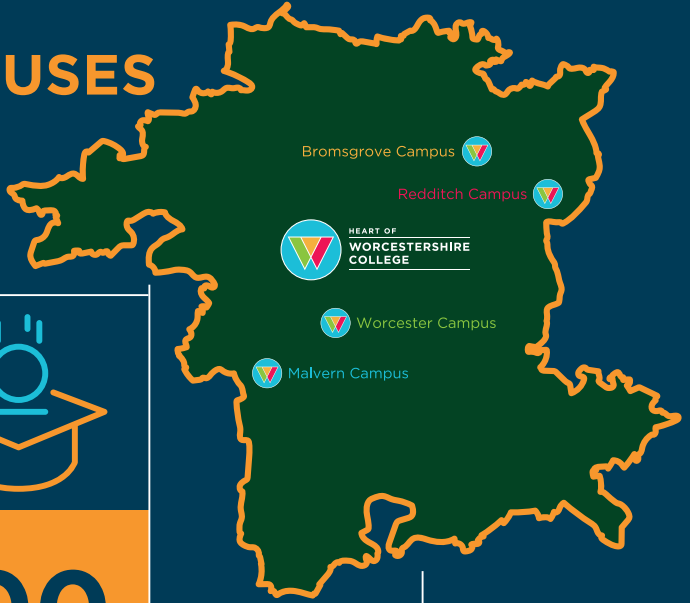 USES
Bromsgrove Campus
Redditch Campus
HEART OF
WORCESTERSHIRE
COLLEGE
Worcester Campus
Malvern Campus